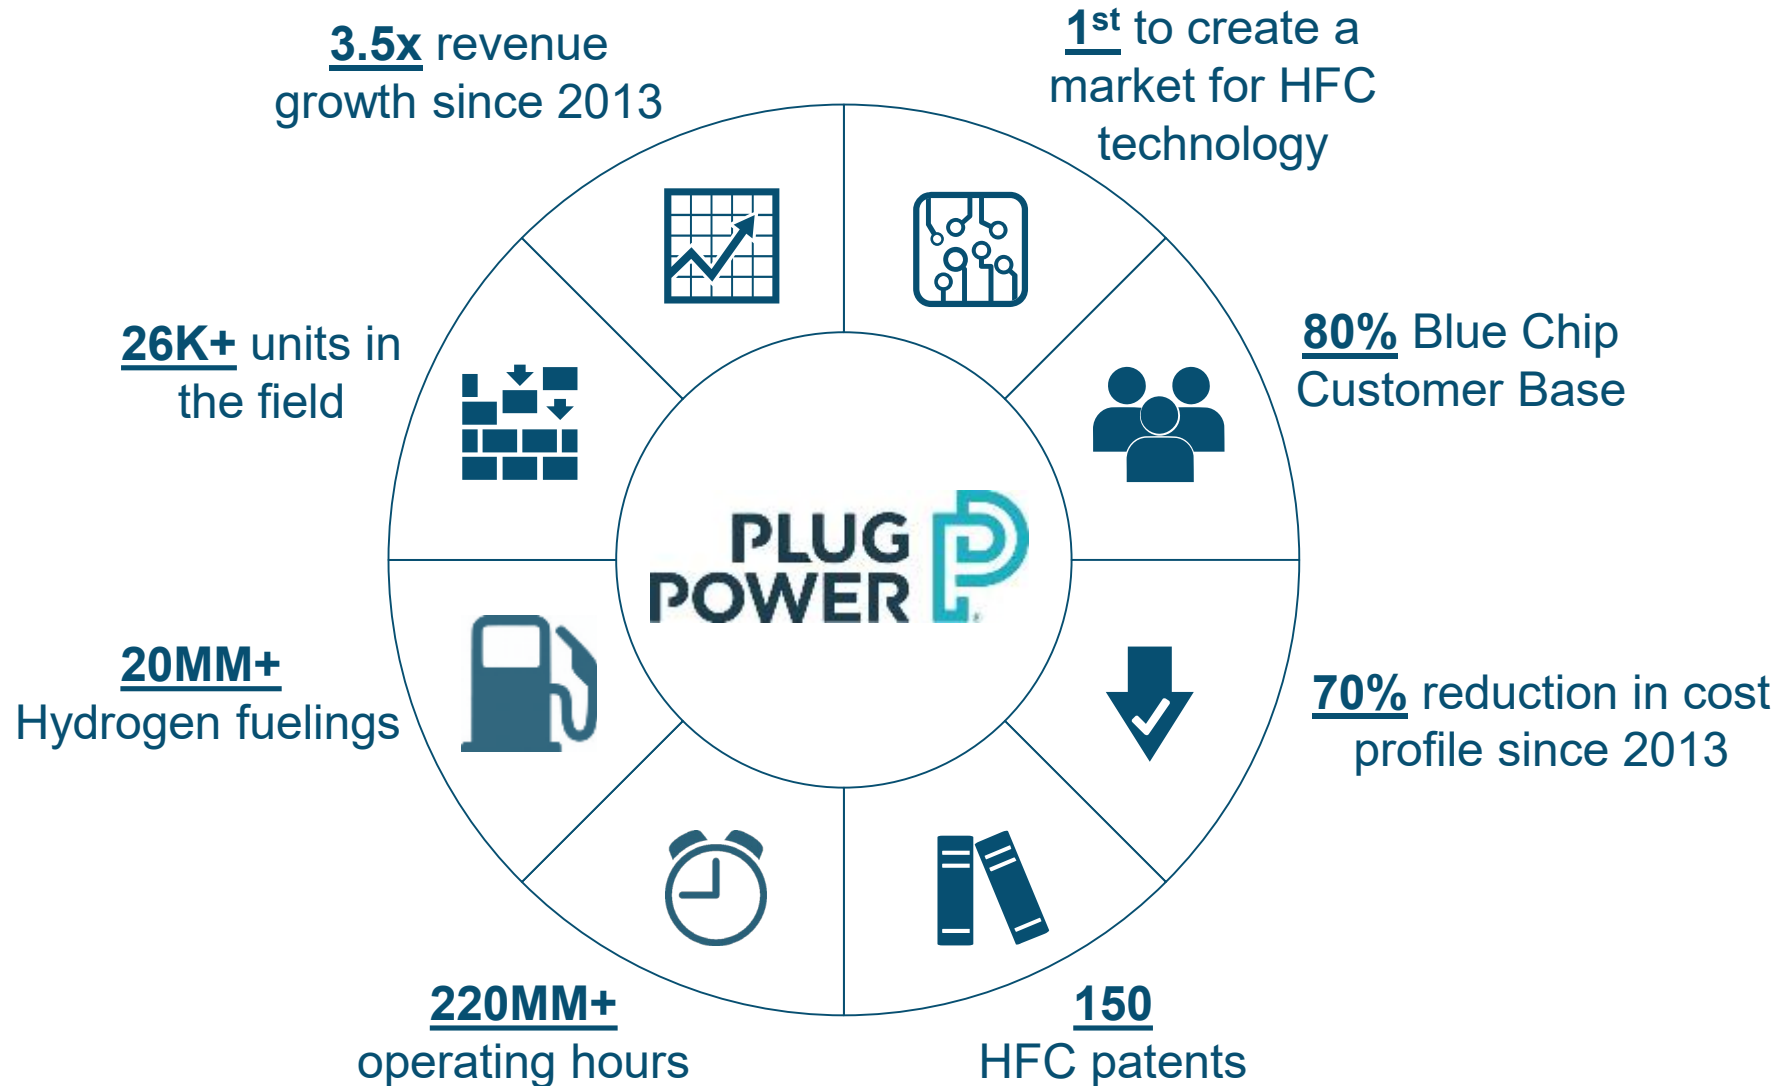 3.5x revenue
growth since 2013
1st to create a
market for HFC
technology
26K+ units in
the field
80% Blue Chip
Customer Base
PLUG
POWER
20MM+
Hydrogen fuelings
70% reduction in cost
profile since 2013
220MM+
operating hours
150
HFC patents